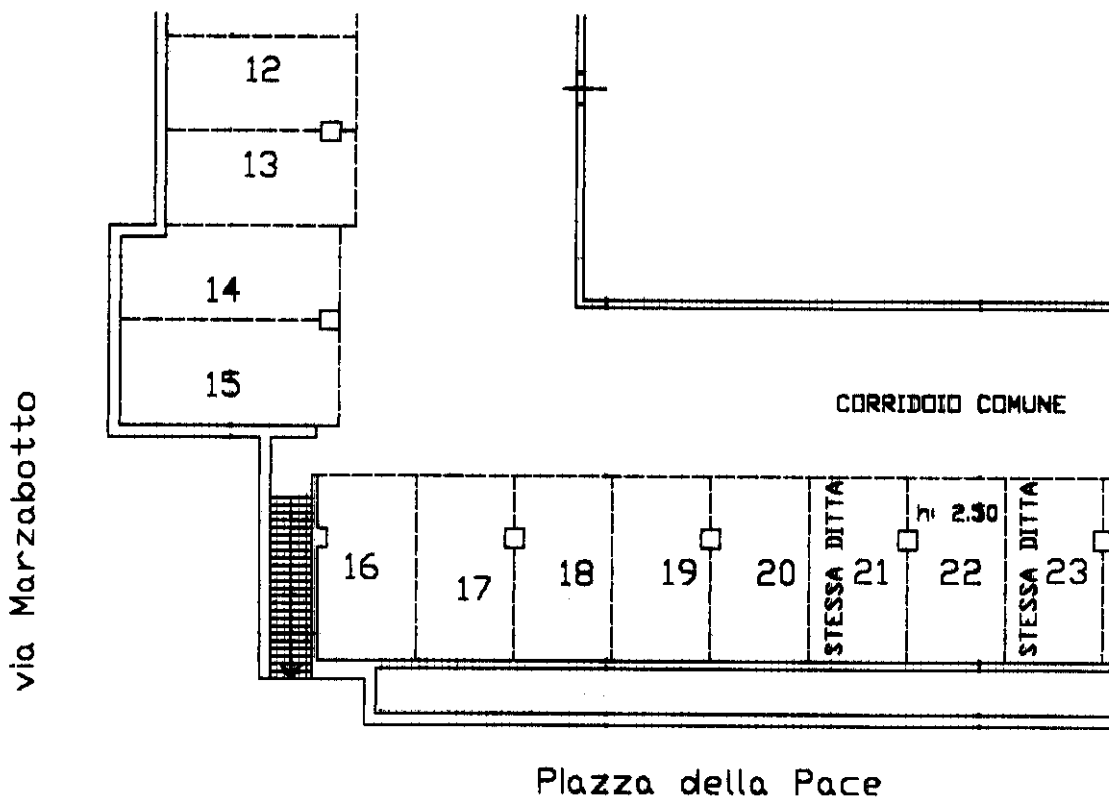 12
13
14
15
via Marzabotto
CORRIDOIO COMUNE
16
17
18
19
20
STESSA DITTA
21
h: 2.50
22
STESSA DITTA
23
Piazza della Pace